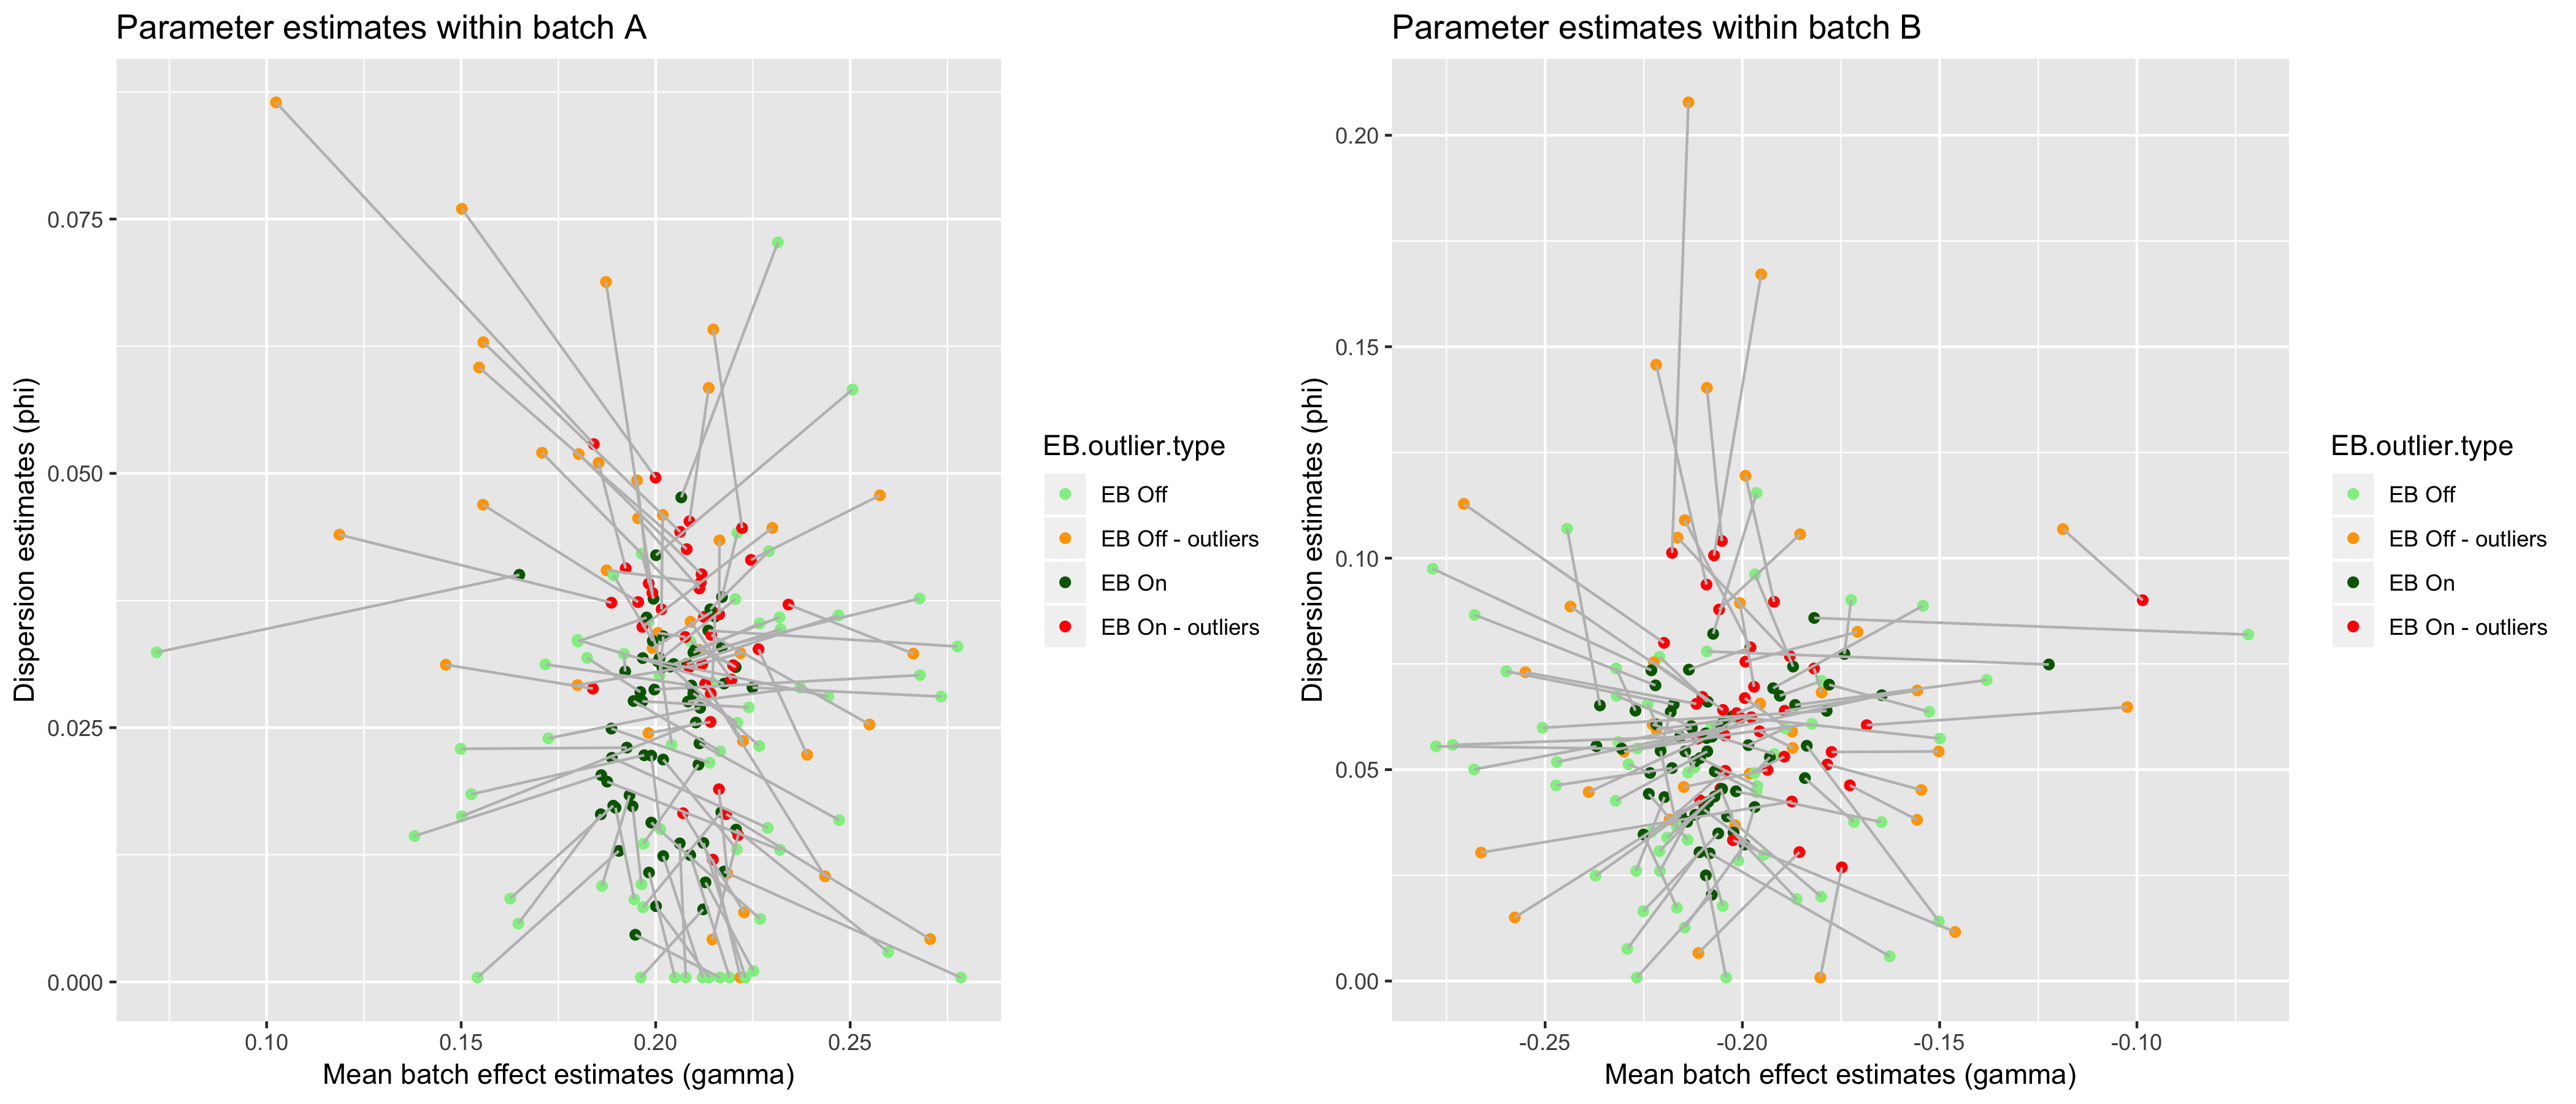 Parameter estimates within batch A
Dispersion estimates (phi)
0.075
0.050
0.025
0.000
0.10
0.15
0.20
0.25
Mean batch effect estimates (gamma)
EB.outlier.type
EB Off
EB Off - outliers
EB On
EB On - outliers
Parameter estimates within batch B
Dispersion estimates (phi)
0.20
0.15
0.10
0.05
0.00
-0.25
-0.20
-0.15
-0.10
Mean batch effect estimates (gamma)
EB.outlier.type
EB Off
EB Off - outliers
EB On
EB On - outliers